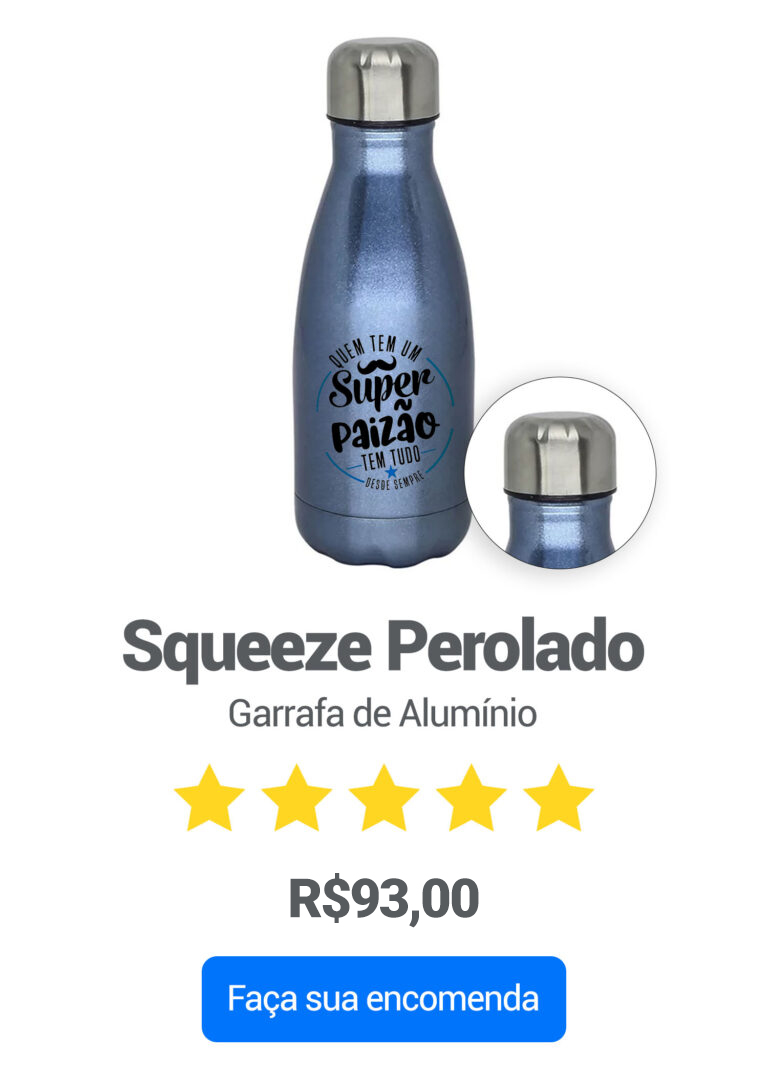 QUEM TEM UM
Super
Paizão
TEM TUDO
DESDE SEMPRE
Squeeze Perolado
Garrafa de Alumínio
R$93,00
Faça sua encomenda